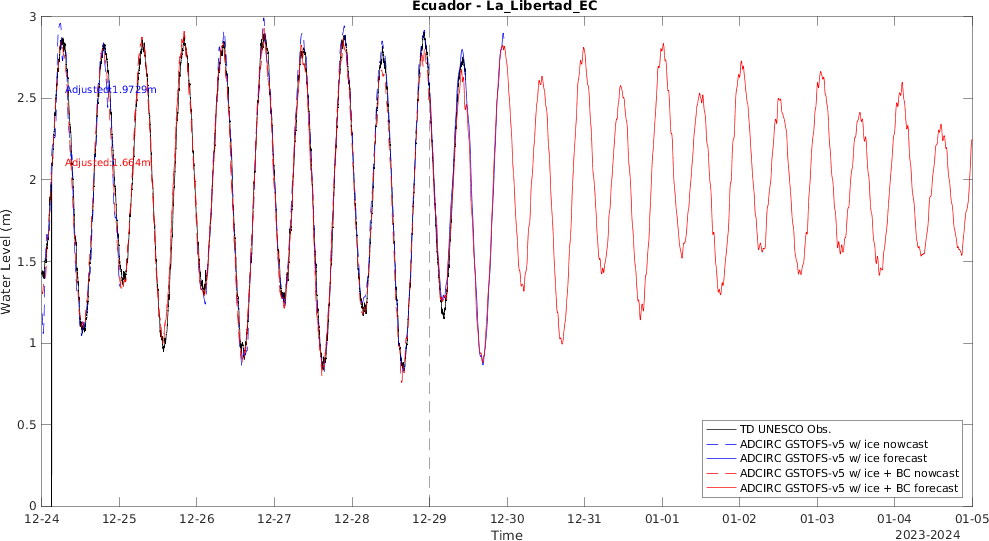 Ecuador - La_Libertad_EC
Water Level (m)
3
2.5
2
1.5
1
0.5
0
Adjusted:1.9729m
Adjusted:1.664m
TD UNESCO Obs.
ADCIRC GSTOFS-v5 w/ ice nowcast
ADCIRC GSTOFS-v5 w/ ice forecast
ADCIRC GSTOFS-v5 w/ ice + BC nowcast
ADCIRC GSTOFS-v5 w/ ice + BC forecast
12-24 12-25 12-26 12-27 12-28 12-29 12-30 12-31 01-01 01-02 01-03 01-04 01-05
Time
2023-2024